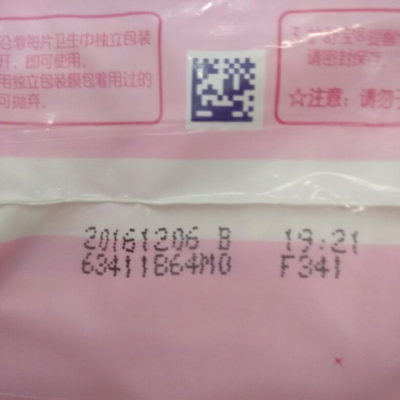 沿着每片卫生巾独立包装
开，即可使用。
用独立包装膜包着用过的
可抛弃。
请密封保存。
☆注意：请勿
20161206 B 19:21
63411864M0 F341